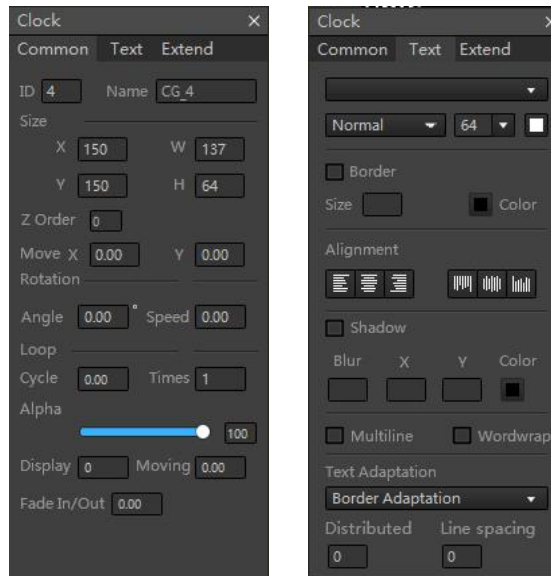 Clock
Common Text Extend
ID 4 Name CG_4
Size
X 150 W 137
Y 150 H 64
Z Order 0
Move X 0.00 Y 0.00
Rotation
Angle 0.00 ° Speed 0.00
Loop
Cycle 0.00 Times 1
Alpha
100
Display 0 Moving 0.00
Fade In/Out 0.00
Clock
Common Text Extend
Normal 64
Border
Size Color
Alignment
Shadow
Blur X Y Color
Multiline Wordwrap
Text Adaptation
Border Adaptation
Distributed Line spacing
0 0